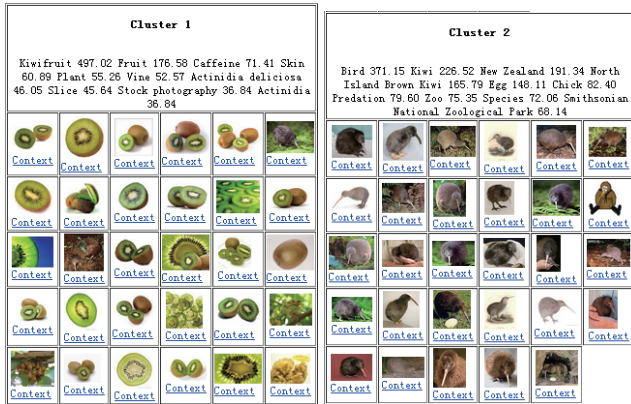 Cluster 1
Kiwifruit 497.02 Fruit 176.58 Caffeine 71.41 Skin
60.89 Plant 55.26 Vine 52.57 Actinidia deliciosa
46.05 Slice 45.64 Stock photography 36.84 Actinidia
36.84
Context Context Context Context Context Context
Context Context Context Context Context Context
Context Context Context Context Context Context
Context Context Context Context Context Context
Context Context Context Context Context Context
Cluster 2
Bird 371.15 Kiwi 226.52 New Zealand 191.34 North
Island Brown Kiwi 165.79 Egg 148.11 Chick 82.40
Predation 79.60 Zoo 75.35 Species 72.06 Smithsonian
National Zoological Park 68.14
Context Context Context Context Context Context
Context Context Context Context Context Context
Context Context Context Context Context Context
Context Context Context Context Context Context
Context Context Context Context Context